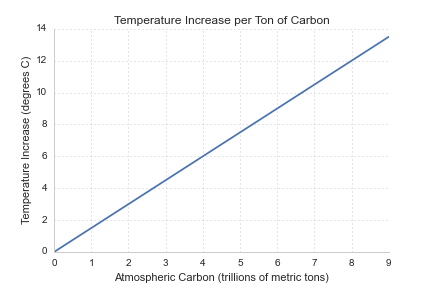 Temperature Increase per Ton of Carbon
Temperature Increase (degrees C)
14
12
10
8
6
4
2
0
0 1 2 3 4 5 6 7 8 9
Atmospheric Carbon (trillions of metric tons)